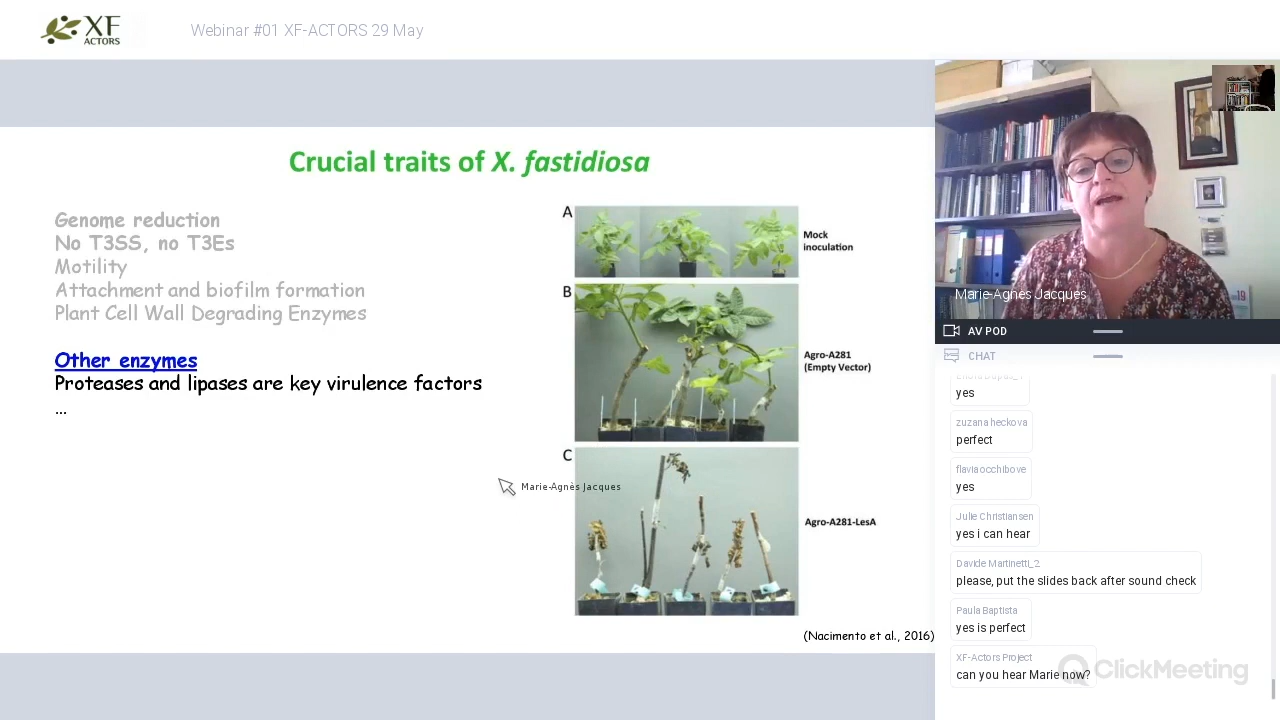 XF
ACTORS
Webinar #01 XF-ACTORS 29 May
Crucial traits of X. fastidiosa
Genome reduction
No T3SS, no T3Es
Motility
Attachment and biofilm formation
Plant Cell Wall Degrading Enzymes
Other enzymes
Proteases and lipases are key virulence factors
...
A
Mock
inoculation
B
Agro-A281
(Empty Vector)
C
Agro-A281-LesA
Marie-Agnès Jacques
(Nacimento et al., 2016)
Marie-Agnès Jacques
19
AV POD
CHAT
yes
zuzana heckova
perfect
flavia occhibove
yes
Julie Christiansen
yes i can hear
Davide Martinetti_2
please, put the slides back after sound check
Paula Baptista
yes is perfect
XF-Actors Project
can you hear Marie now?
ClickMeeting